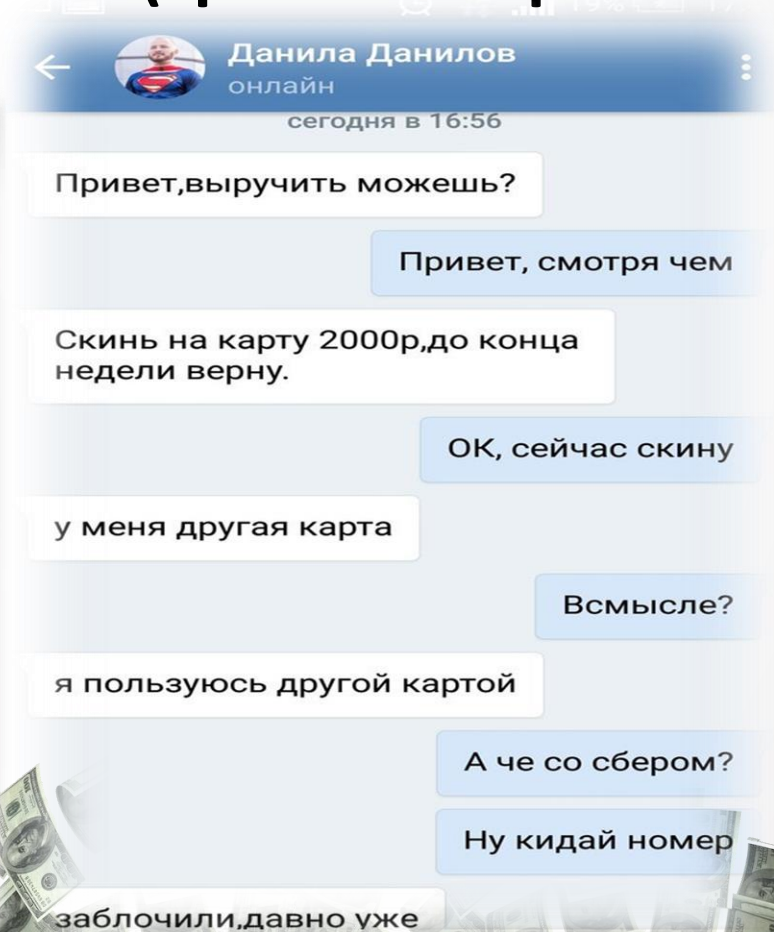 Данила Данилов
онлайн
сегодня в 16:56
Привет,выручить можешь?
Привет, смотря чем
Скинь на карту 2000р,до конца
недели верну.
ОК, сейчас скину
у меня другая карта
Всмысле?
я пользуюсь другой картой
А че со сбером?
Ну кидай номер
заблочили,давно уже